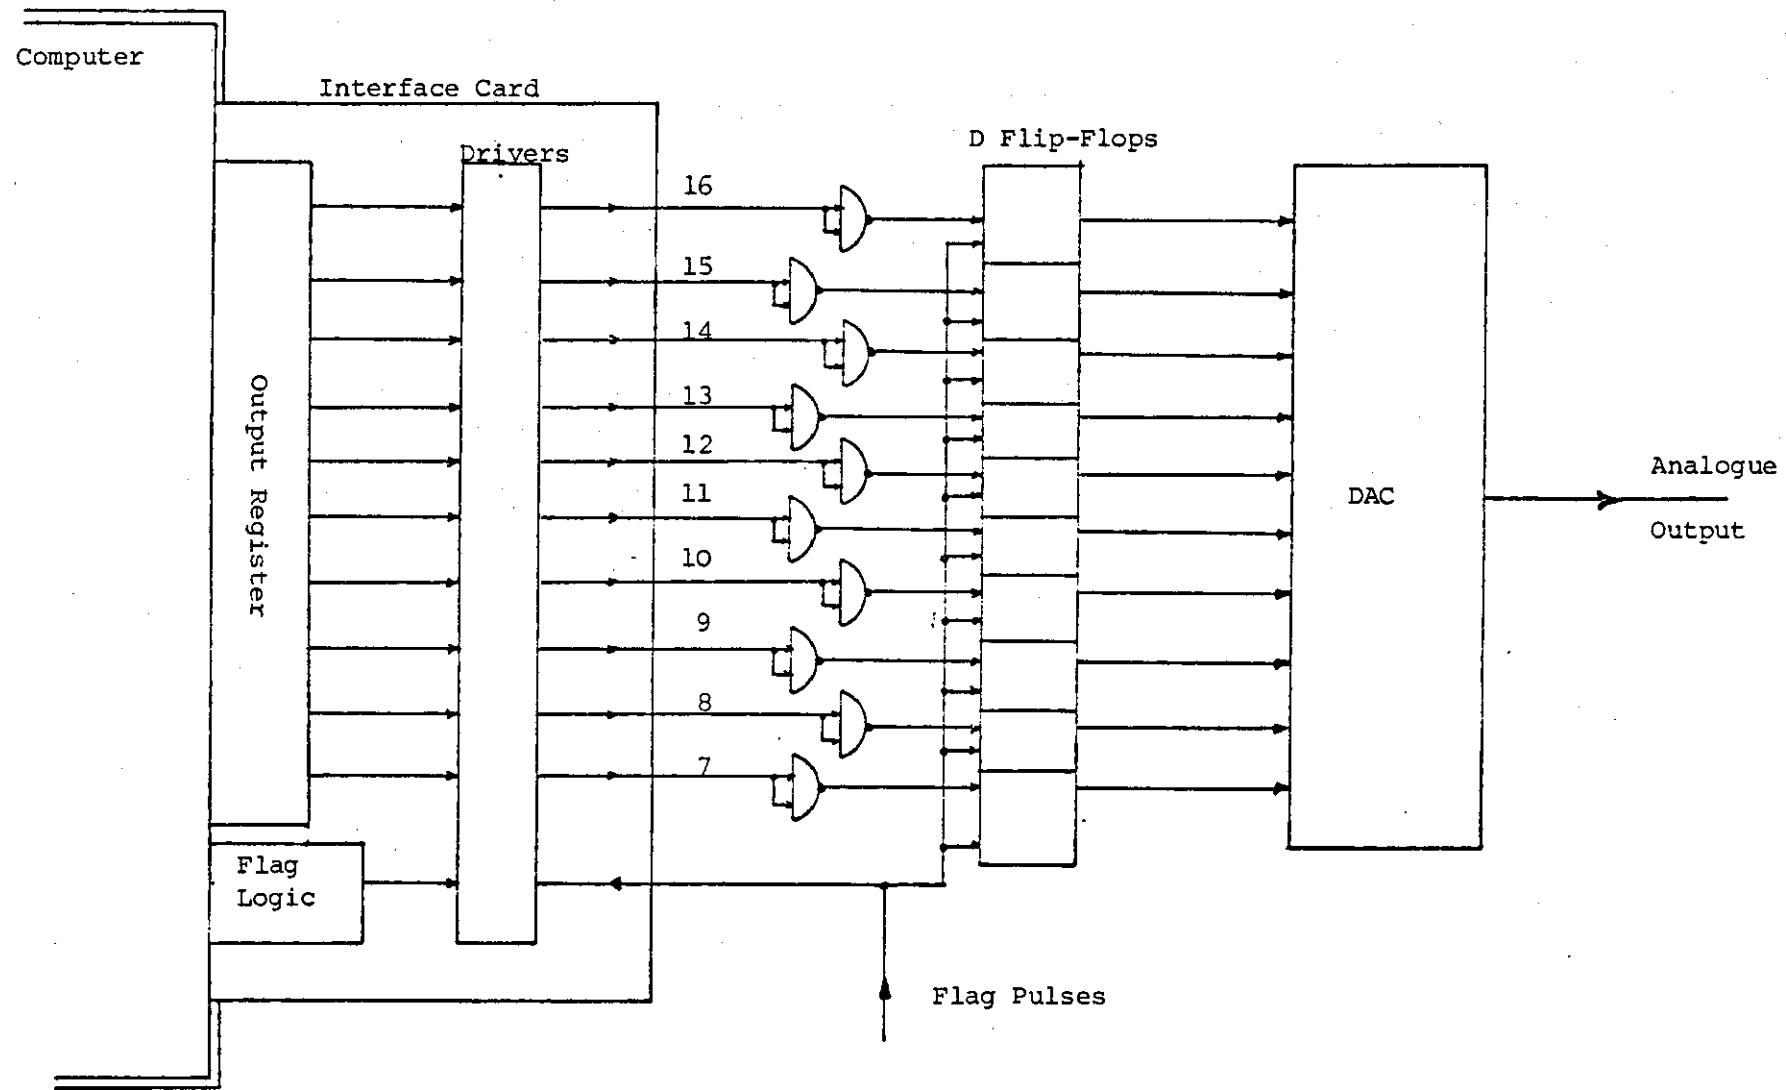 Computer
Interface Card
Drivers
D Flip-Flops
16
15
14
13
12
11
10
9
8
7
Output Register
Flag
Logic
DAC
Analogue
Output
Flag Pulses